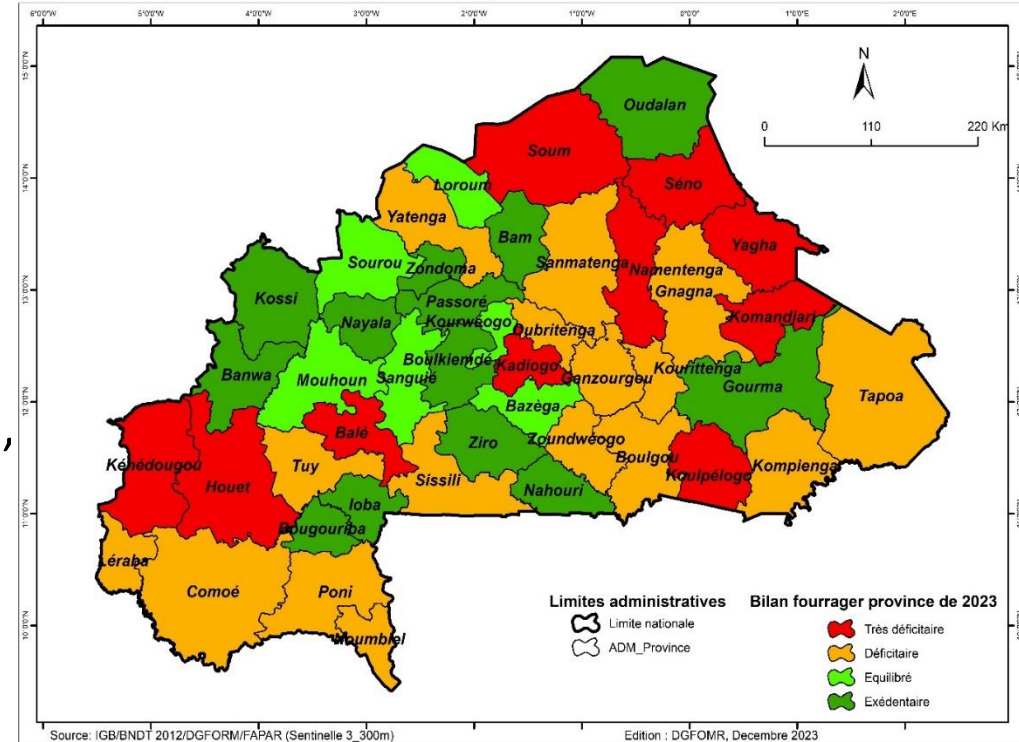 6°0'0"O 5°0'0"O 4°0'0"O 3°0'0"O 2°0'0"O 1°0'0"O 0°0'0" 1°0'0"E 2°0'0"E
N
0 110 220 Km
15°0'0"N
14°0'0"N
13°0'0"N
11°0'0"N
10°0'0"N
Oudalan
Soum
Séno
Loroum
Yatenga
Bam
Yagha
Sanmatenga
Namentenga
Sourou
Zondoma
Gnagna
Kossi
Passoré
Komandjari
Nayala
Kourwéogo
Oubritenga
Boulkiemdé
Kadiogo
Kourittenga
Banwa
Mouhoun
Sanguié
Ganzourgou
Gourma
Tapoa
Bazèga
Balé
Ziro
Zoundwéogo
,
Kénédougou
Tuy
Boulgou
Kompienga
Houet
Sissili
Koulpélogo
Nahouri
Ioba
Bougouriba
Léraba
Comoé
Poni
Noumbiel
Limites administratives
Limite nationale
ADM_Province
Bilan fourrager province de 2023
Très déficitaire
Déficitaire
Equilibré
Exédentaire
Source: IGB/BNDT 2012/DGFORM/FAPAR (Sentinelle 3_300m)
Edition : DGFOMR, Decembre 2023